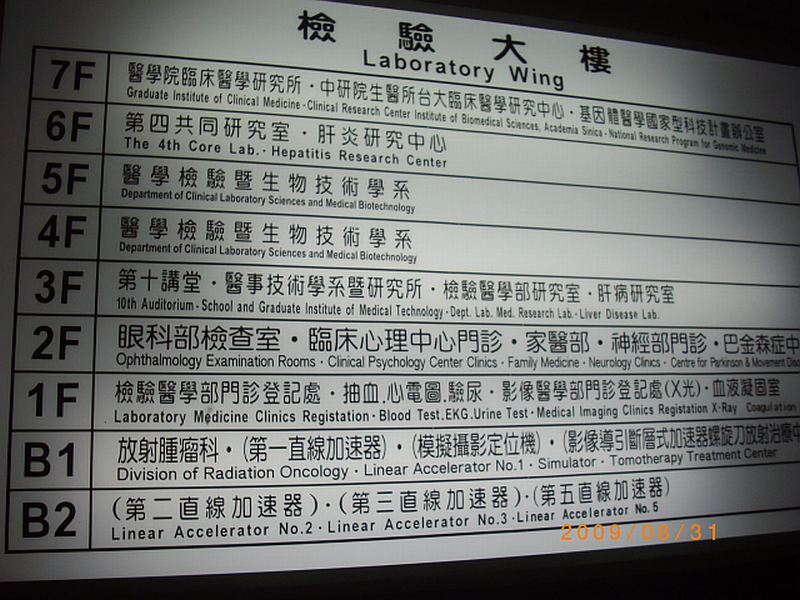 檢驗大樓
Laboratory Wing
7F
醫學院臨床醫學研究所·中研院生醫所台大臨床醫學研究中心·基因體醫學國家型科技計畫辦公室
Graduate Institute of Clinical Medicine·Clinical Research Center Institute of Biomedical Sciences, Academia Sinica·National Research Program for Genomic Medicine
6F
第四共同研究室·肝炎研究中心
The 4th Core Lab.·Hepatitis Research Center
5F
醫學檢驗暨生物技術學系
Department of Clinical Laboratory Sciences and Medical Biotechnology
4F
醫學檢驗暨生物技術學系
Department of Clinical Laboratory Sciences and Medical Biotechnology
3F
第十講堂·醫事技術學系暨研究所·檢驗醫學部研究室·肝病研究室
10th Auditorium·School and Graduate Institute of Medical Technology·Dept. Lab. Med. Research Lab.·Liver Disease Lab.
2F
眼科部檢查室·臨床心理中心門診·家醫部·神經部門診·巴金森症中
Ophthalmology Examination Rooms·Clinical Psychology Center Clinics·Family Medicine·Neurology Clinics·Centre for Parkinson & Movement Diso
1F
檢驗醫學部門診登記處·抽血.心電圖.驗尿·影像醫學部門診登記處(X光)·血液凝固室
Laboratory Medicine Clinics Registation·Blood Test.EKG.Urine Test·Medical Imaging Clinics Registation X-Ray Coagulation
B1
放射腫瘤科·(第一直線加速器)·(模擬攝影定位機)·(影像導引斷層式加速器螺旋刀放射治療中
Division of Radiation Oncology·Linear Accelerator No.1·Simulator·Tomotherapy Treatment Center
B2
(第二直線加速器)·(第三直線加速器)·(第五直線加速器)
Linear Accelerator No.2·Linear Accelerator No.3·Linear Accelerator No.5
2009/08/31